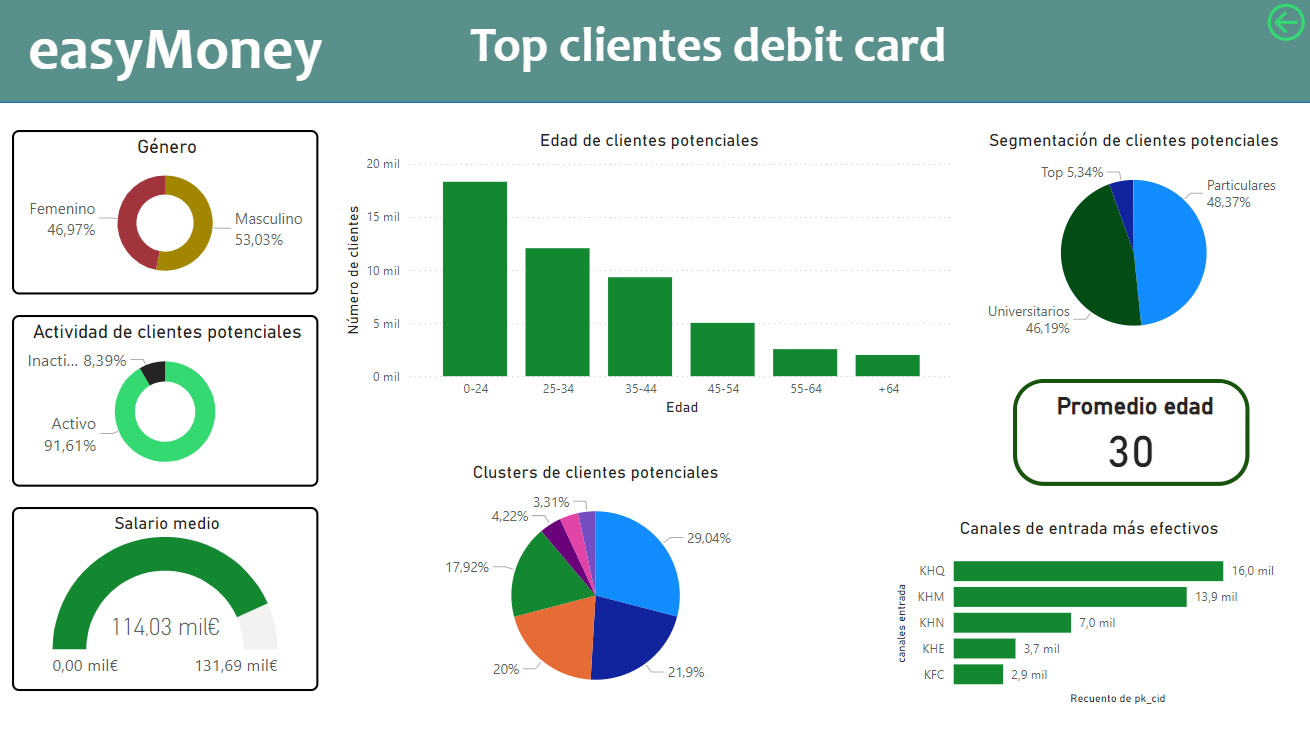 easyMoney
Top clientes debit card
Género
Femenino
46,97%
Masculino
53,03%
Actividad de clientes potenciales
Inacti... 8,39%
Activo
91,61%
Salario medio
114,03 mil€
0,00 mil€
131,69 mil€
Edad de clientes potenciales
Número de clientes
20 mil
15 mil
10 mil
5 mil
0 mil
0-24
25-34
35-44
45-54
55-64
+64
Edad
Clusters de clientes potenciales
3,31%
4,22%
17,92%
20%
29,04%
21,9%
Segmentación de clientes potenciales
Top 5,34%
Particulares
48,37%
Universitarios
46,19%
Promedio edad
30
Canales de entrada más efectivos
canales entrada
KHQ
16,0 mil
KHM
13,9 mil
KHN
7,0 mil
KHE
3,7 mil
KFC
2,9 mil
Recuento de pk_cid